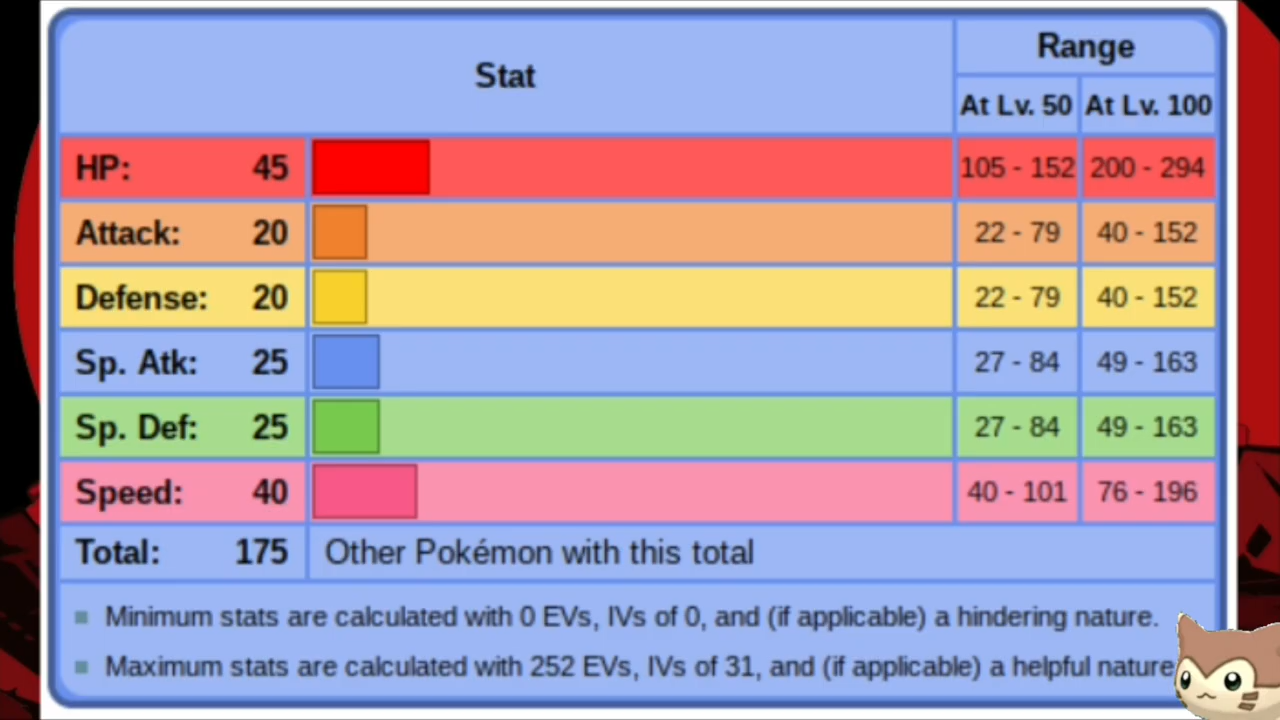 Stat
Range
At Lv. 50 At Lv. 100
HP: 45 105 - 152 200 - 294
Attack: 20 22 - 79 40 - 152
Defense: 20 22 - 79 40 - 152
Sp. Atk: 25 27 - 84 49 - 163
Sp. Def: 25 27 - 84 49 - 163
Speed: 40 40 - 101 76 - 196
Total: 175 Other Pokémon with this total
Minimum stats are calculated with 0 EVs, IVs of 0, and (if applicable) a hindering nature.
Maximum stats are calculated with 252 EVs, IVs of 31, and (if applicable) a helpful nature